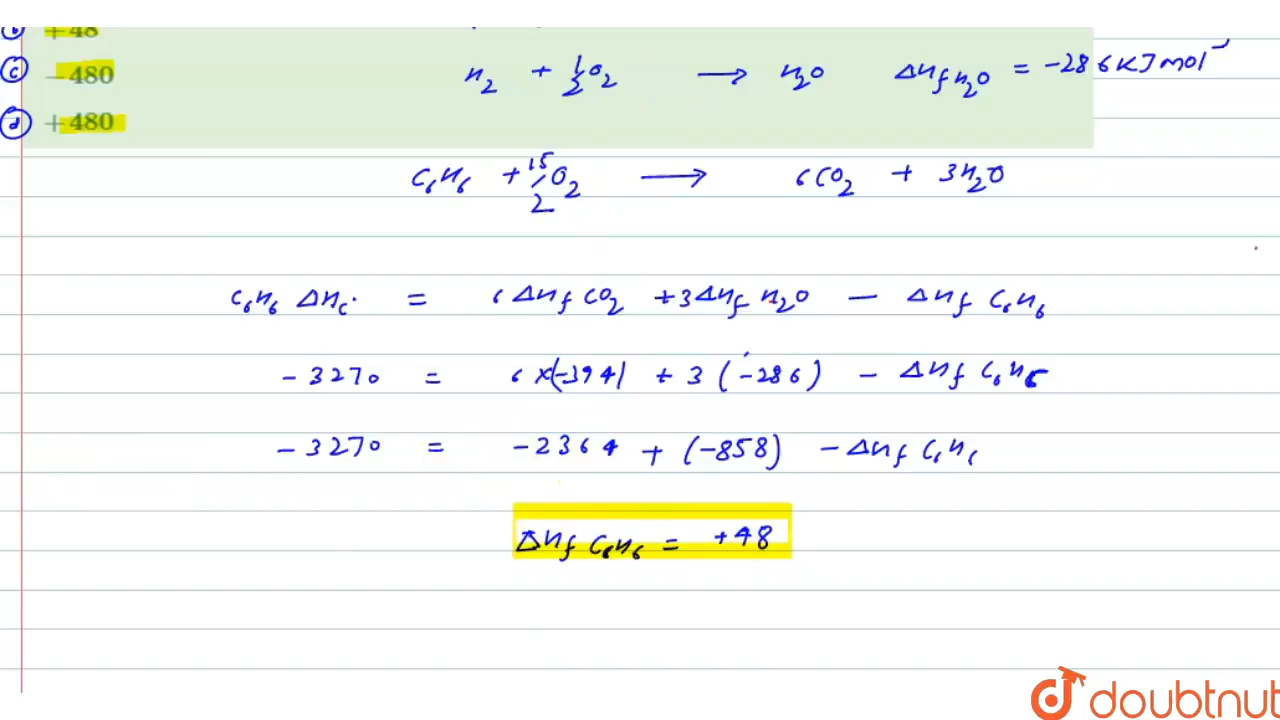 (b) +48
H₂ + 1/2 O₂ → H₂O ΔHf H₂O = -286 KJ mol⁻
(c) -480
(d) +480
C₆H₆ + 15/2 O₂ → 6CO₂ + 3H₂O
C₆H₆ ΔHc. = 6ΔHf CO₂ + 3ΔHf H₂O - ΔHf C₆H₆
-3270 = 6×(-394) + 3(-286) - ΔHf C₆H₆
-3270 = -2364 + (-858) - ΔHf C₆H₆
ΔHf C₆H₆ = +48
doubtnut